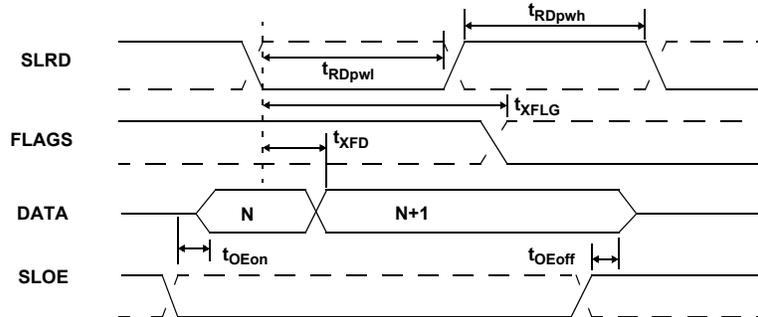 tRDpwh
SLRD
tRDpwl
tXFLG
FLAGS
tXFD
DATA
N
N+1
tOEon
tOEoff
SLOE